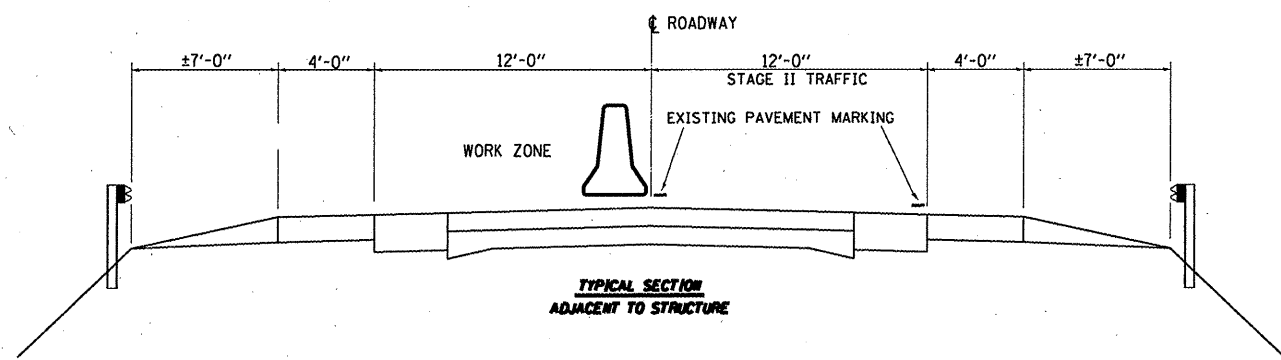 ℄ ROADWAY
±7'-0" 4'-0" 12'-0" 12'-0" 4'-0" ±7'-0"
STAGE II TRAFFIC
EXISTING PAVEMENT MARKING
WORK ZONE
TYPICAL SECTION
ADJACENT TO STRUCTURE